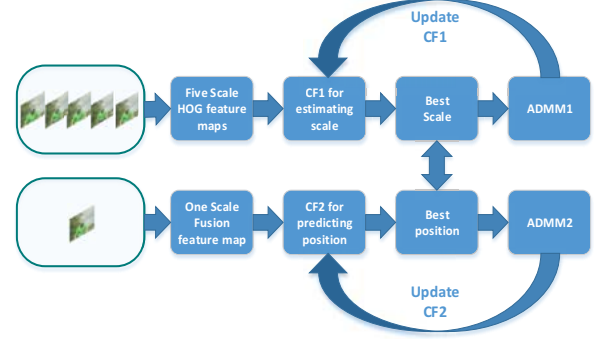 Update
CF1
Five Scale
HOG feature
maps
CF1 for
estimating
scale
Best
Scale
ADMM1
One Scale
Fusion
feature map
CF2 for
predicting
position
Best
position
ADMM2
Update
CF2